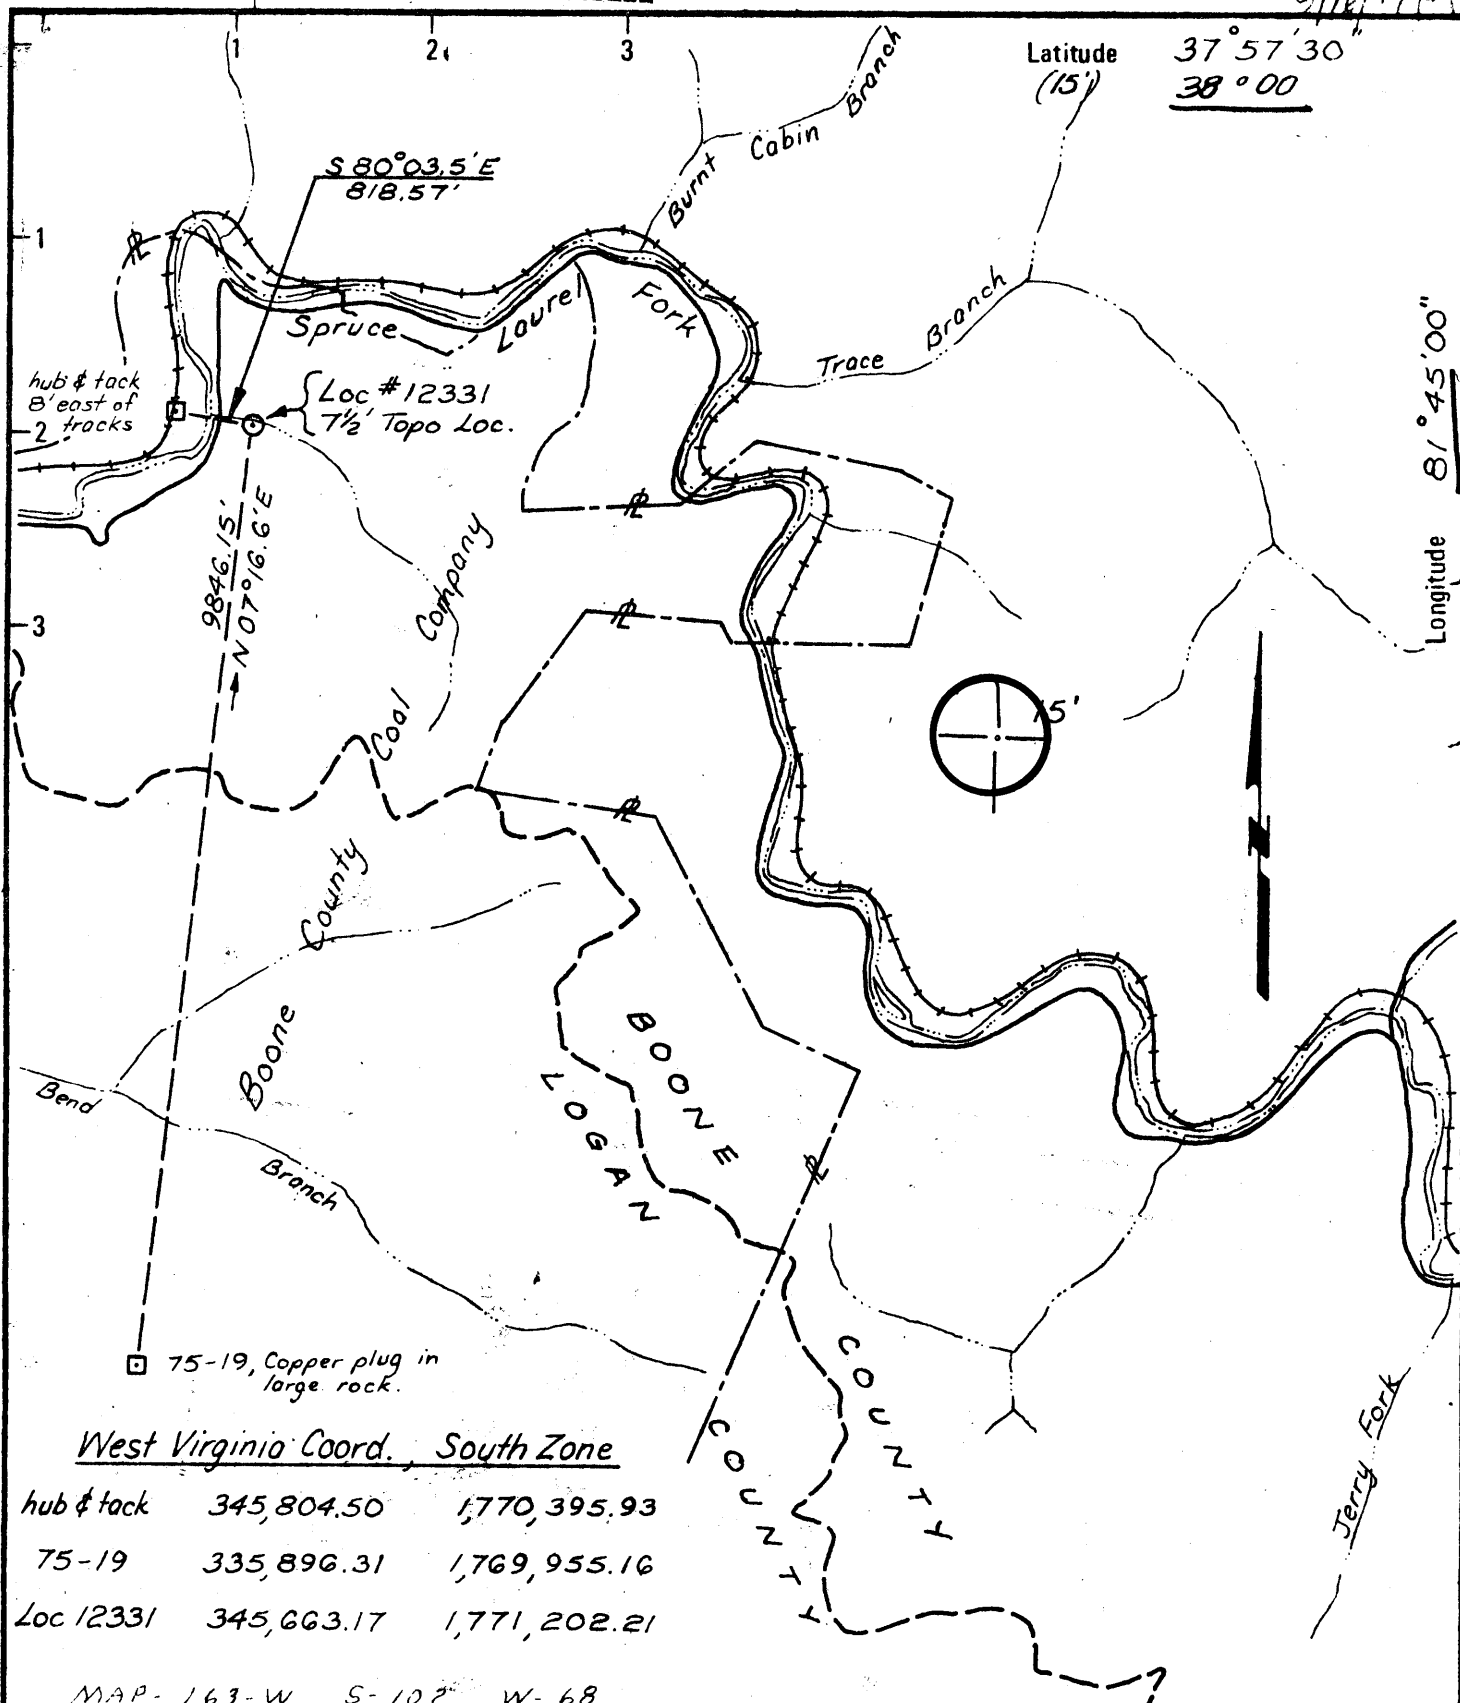 1 2 3
Latitude 37°57'30"
(15') 38°00
Burnt Cabin Branch
S 80°03.5'E
818.57'
1
Spruce Laurel Fork
Trace Branch
81°45'00"
Longitude
hub & tack
8' east of
tracks
Loc #12331
7½' Topo Loc.
2
9846.15'
N 07°16.6'E
3
Boone County Coal Company
15'
N
Bend Branch
BOONE COUNTY
LOGAN COUNTY
75-19, Copper plug in
large rock.
Jerry Fork
West Virginia Coord., South Zone
hub & tack 345,804.50 1,770,395.93
75-19 335,896.31 1,769,955.16
Loc 12331 345,663.17 1,771,202.21
MAP- 163-W S-102 W-68